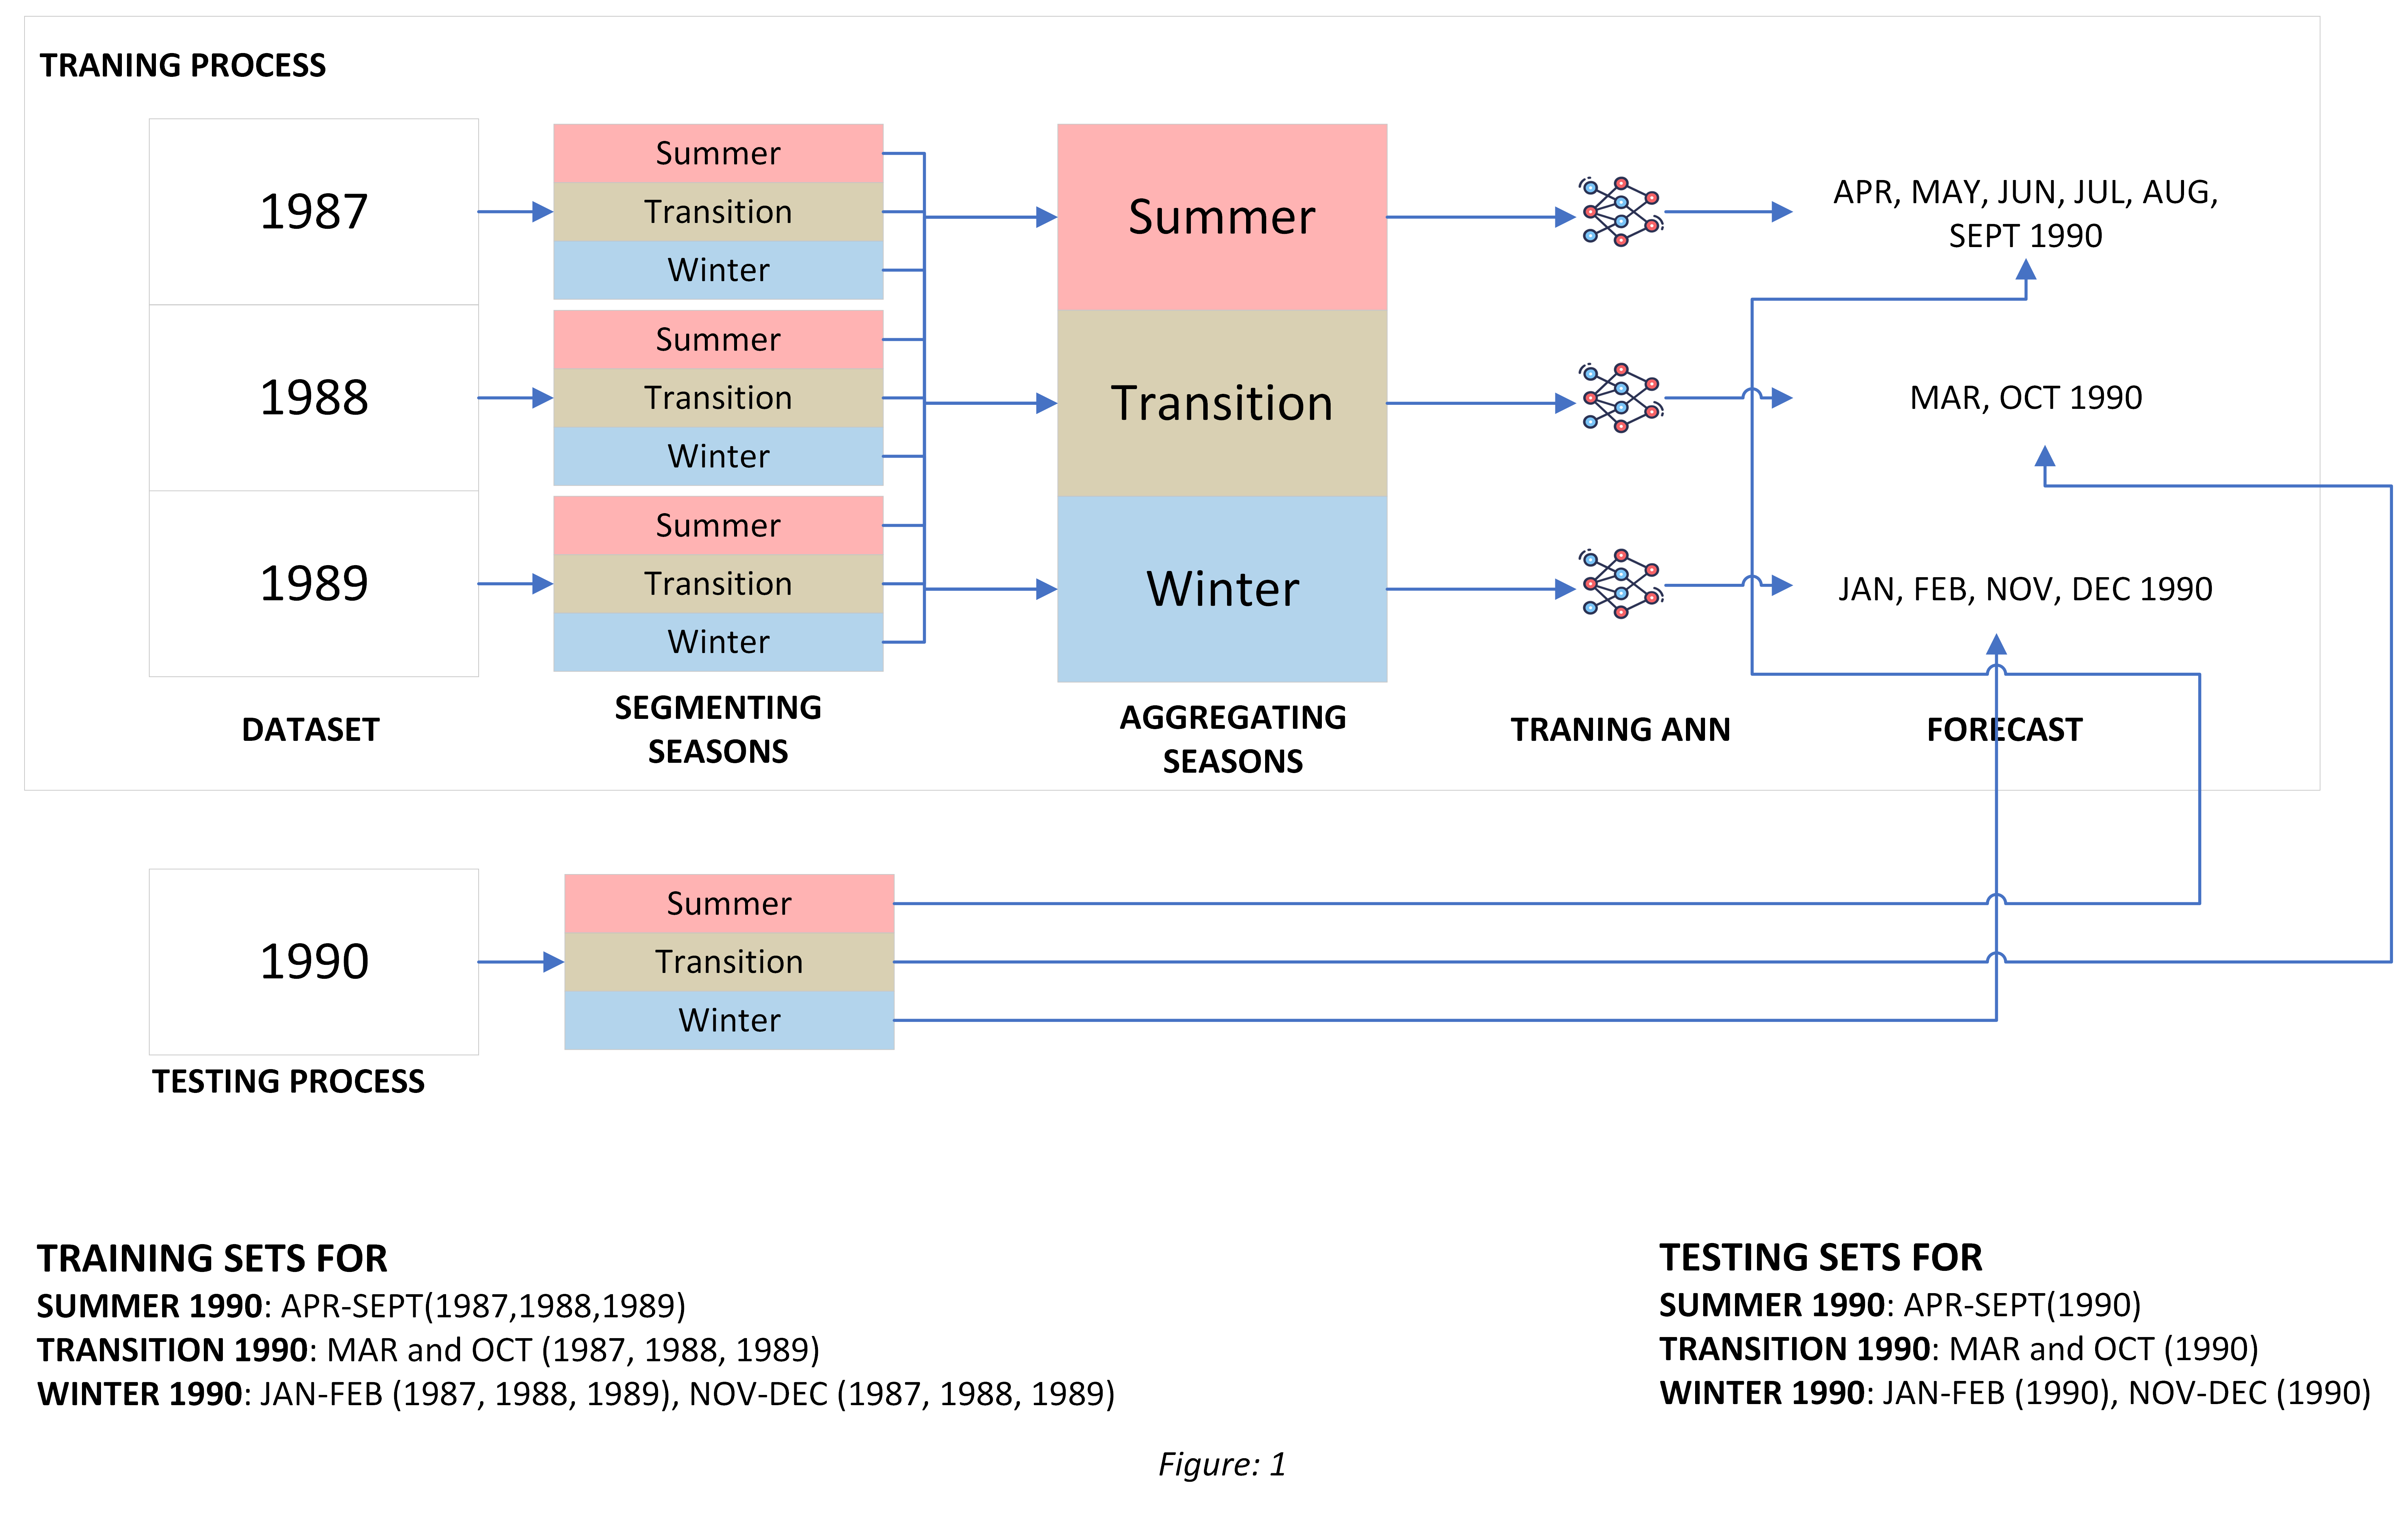 TRANING PROCESS
1987
1988
1989
DATASET
Summer
Transition
Winter
Summer
Transition
Winter
Summer
Transition
Winter
SEGMENTING
SEASONS
Summer
Transition
Winter
AGGREGATING
SEASONS
TRANING ANN
APR, MAY, JUN, JUL, AUG,
SEPT 1990
MAR, OCT 1990
JAN, FEB, NOV, DEC 1990
FORECAST
1990
TESTING PROCESS
Summer
Transition
Winter
TRAINING SETS FOR
SUMMER 1990: APR-SEPT(1987,1988,1989)
TRANSITION 1990: MAR and OCT (1987, 1988, 1989)
WINTER 1990: JAN-FEB (1987, 1988, 1989), NOV-DEC (1987, 1988, 1989)
TESTING SETS FOR
SUMMER 1990: APR-SEPT(1990)
TRANSITION 1990: MAR and OCT (1990)
WINTER 1990: JAN-FEB (1990), NOV-DEC (1990)
Figure: 1